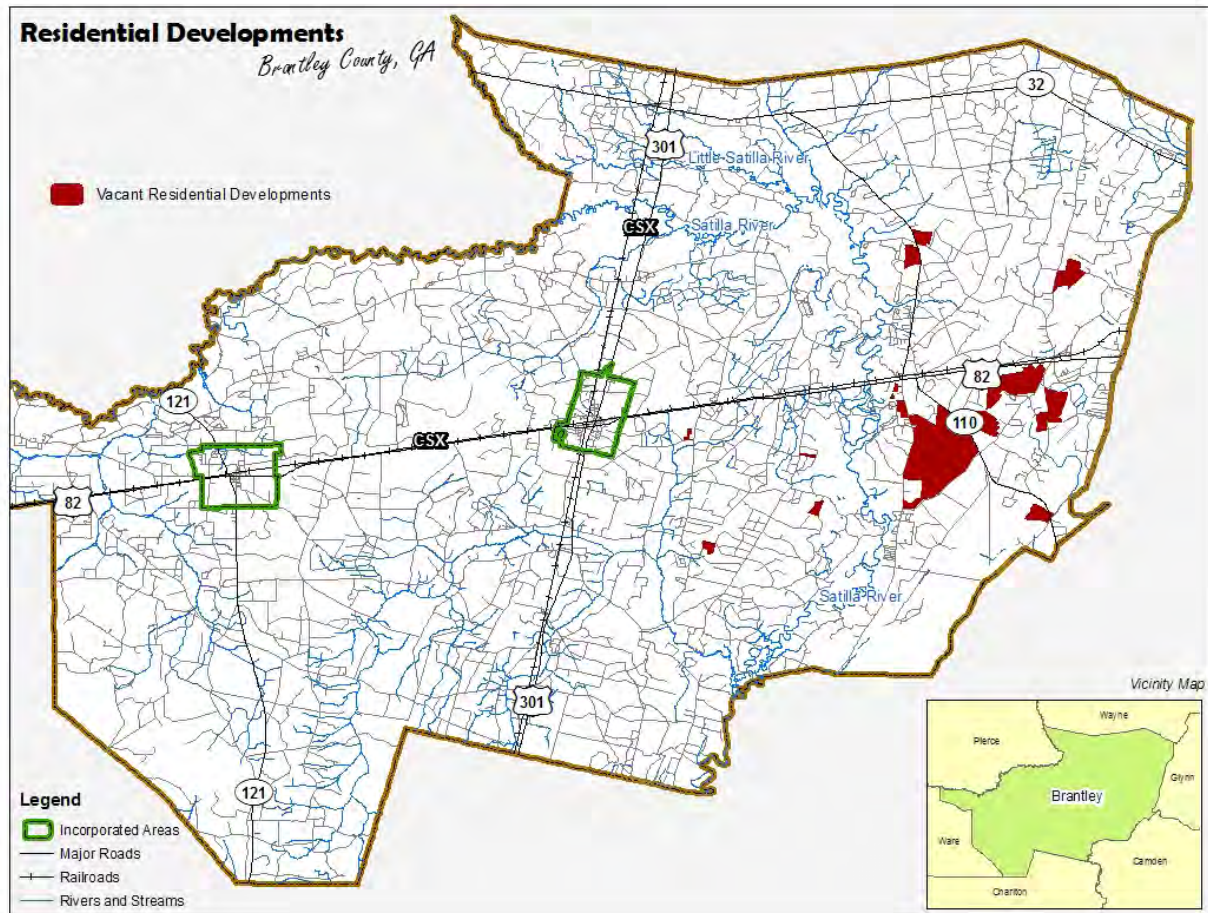 Residential Developments
Brantley County, GA
Vacant Residential Developments
32
301
Little Satilla River
CSX
Satilla River
82
121
110
CSX
82
Satilla River
301
121
Vicinity Map
Wayne
Pierce
Glynn
Brantley
Ware
Camden
Charlton
Legend
Incorporated Areas
Major Roads
Railroads
Rivers and Streams